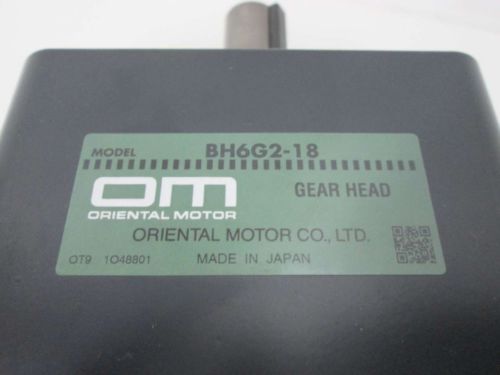 MODEL BH6G2-18
OM
ORIENTAL MOTOR
GEAR HEAD
ORIENTAL MOTOR CO., LTD.
OT9 1O48801 MADE IN JAPAN